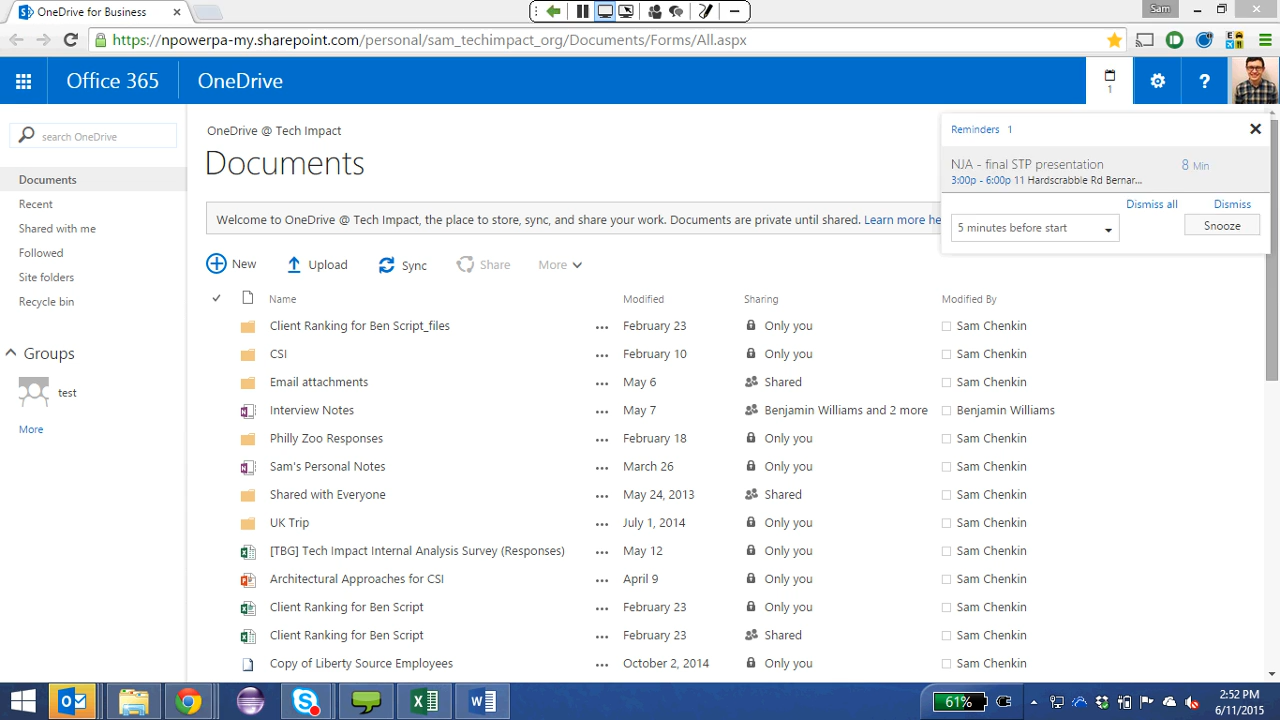 OneDrive for Business
Sam
https://npowerpa-my.sharepoint.com/personal/sam_techimpact_org/Documents/Forms/All.aspx
Office 365
OneDrive
1
?
search OneDrive
Documents
Recent
Shared with me
Followed
Site folders
Recycle bin
Groups
test
More
OneDrive @ Tech Impact
Documents
Welcome to OneDrive @ Tech Impact, the place to store, sync, and share your work. Documents are private until shared. Learn more he
New Upload Sync Share More
Name Modified Sharing Modified By
Client Ranking for Ben Script_files ... February 23 Only you Sam Chenkin
CSI ... February 10 Only you Sam Chenkin
Email attachments ... May 6 Shared Sam Chenkin
Interview Notes ... May 7 Benjamin Williams and 2 more Benjamin Williams
Philly Zoo Responses ... February 18 Only you Sam Chenkin
Sam's Personal Notes ... March 26 Only you Sam Chenkin
Shared with Everyone ... May 24, 2013 Shared Sam Chenkin
UK Trip ... July 1, 2014 Only you Sam Chenkin
[TBG] Tech Impact Internal Analysis Survey (Responses) ... May 12 Only you Sam Chenkin
Architectural Approaches for CSI ... April 9 Only you Sam Chenkin
Client Ranking for Ben Script ... February 23 Only you Sam Chenkin
Client Ranking for Ben Script ... February 23 Shared Sam Chenkin
Copy of Liberty Source Employees ... October 2, 2014 Only you Sam Chenkin
Reminders 1
NJA - final STP presentation 8 Min
3:00p - 6:00p 11 Hardscrabble Rd Bernar...
Dismiss all Dismiss
5 minutes before start Snooze
61%
2:52 PM
6/11/2015